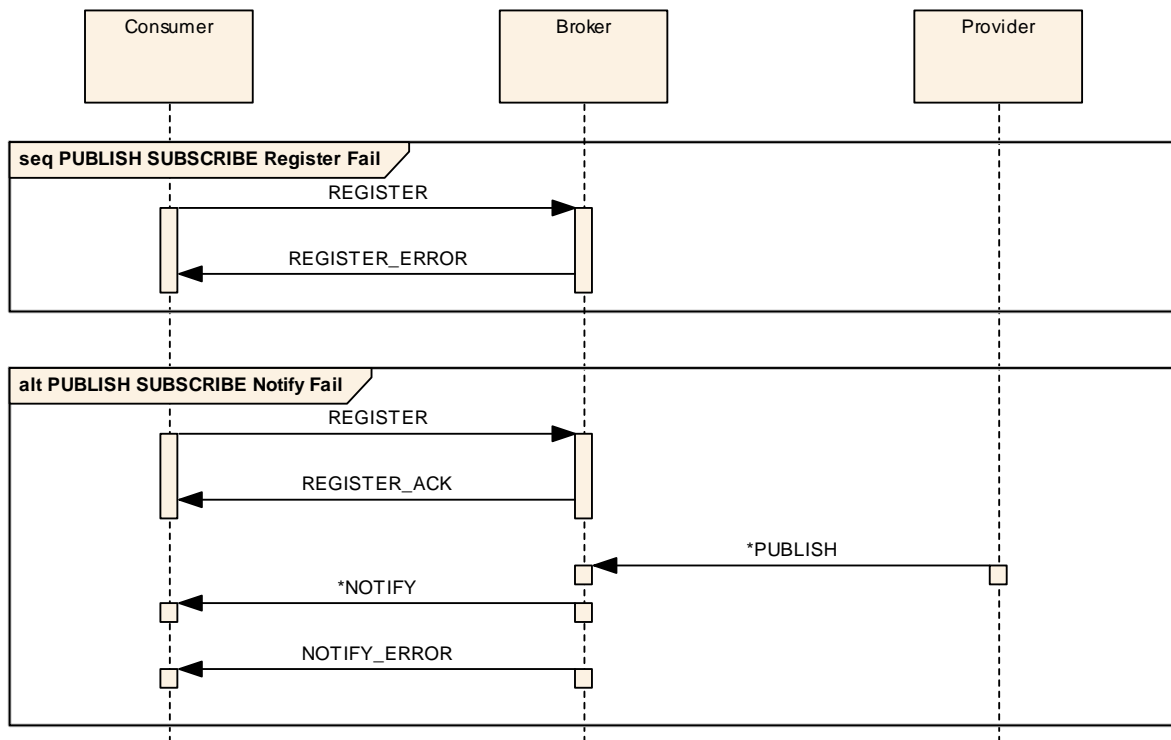 Consumer
Broker
Provider
seq PUBLISH SUBSCRIBE Register Fail
REGISTER
REGISTER_ERROR
alt PUBLISH SUBSCRIBE Notify Fail
REGISTER
REGISTER_ACK
*PUBLISH
*NOTIFY
NOTIFY_ERROR